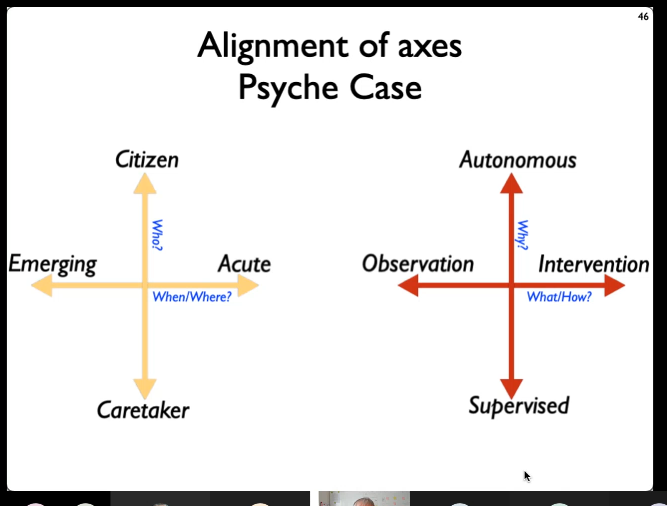 46
Alignment of axes
Psyche Case
Citizen
Who?
Emerging
Acute
When/Where?
Caretaker
Autonomous
Why?
Observation
Intervention
What/How?
Supervised